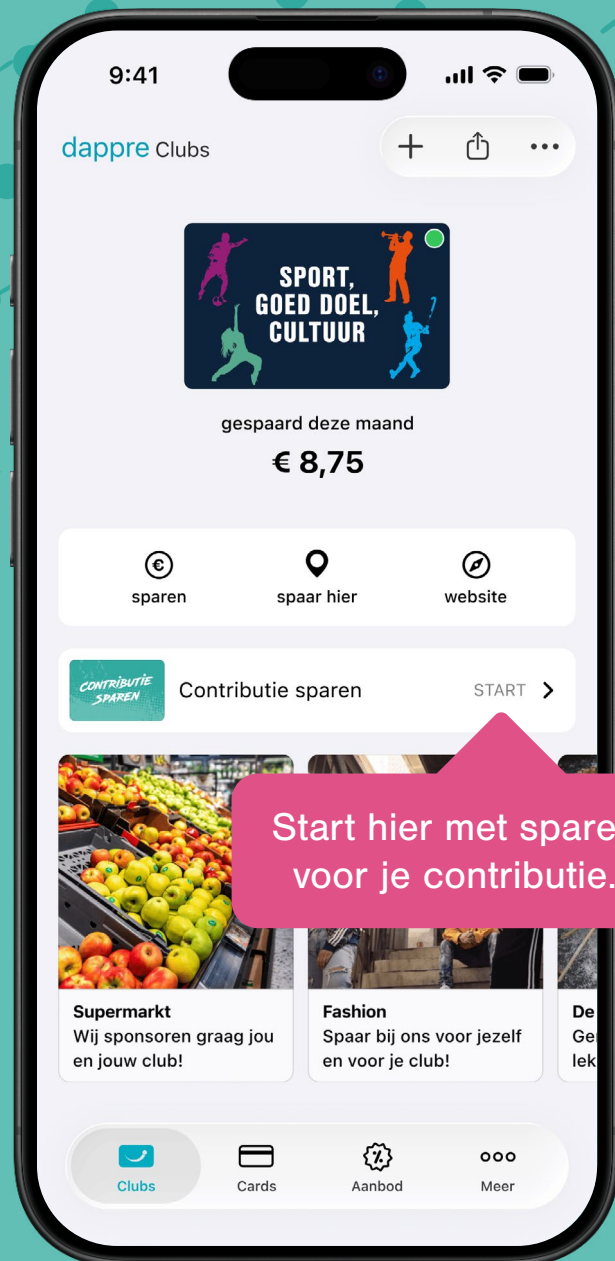 9:41
dappre Clubs
SPORT,
GOED DOEL,
CULTUUR
gespaard deze maand
€ 8,75
sparen
spaar hier
website
CONTRIBUTIE
SPAREN
Contributie sparen
START
Start hier met spare
voor je contributie.
Supermarkt
Wij sponsoren graag jou
en jouw club!
Fashion
Spaar bij ons voor jezelf
en voor je club!
De
lek
Clubs
Cards
Aanbod
Meer